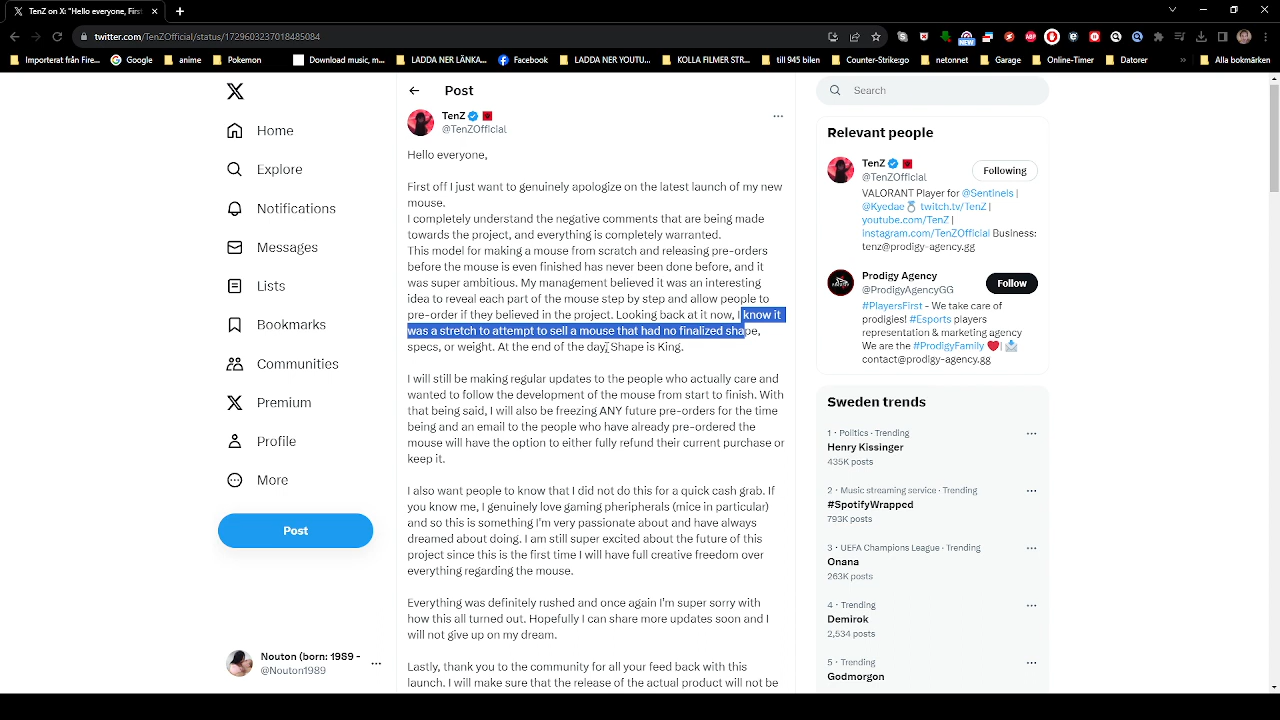 TenZ on X: "Hello everyone, First
twitter.com/TenZOfficial/status/1729603237018485084
NEW
ABP
Importerat från Fire...
Google
anime
Pokemon
Download music, m...
LADDA NER LÄNKA...
Facebook
LADDA NER YOUTU...
KOLLA FILMER STR...
till 945 bilen
Counter-Strike:go
netonnet
Garage
Online-Timer
Datorer
»
Alla bokmärken
Home
Explore
Notifications
Messages
Lists
Bookmarks
Communities
Premium
Profile
More
Post
Nouton (born: 1989 -
@Nouton1989
Post
TenZ
@TenZOfficial
Hello everyone,
First off I just want to genuinely apologize on the latest launch of my new
mouse.
I completely understand the negative comments that are being made
towards the project, and everything is completely warranted.
This model for making a mouse from scratch and releasing pre-orders
before the mouse is even finished has never been done before, and it
was super ambitious. My management believed it was an interesting
idea to reveal each part of the mouse step by step and allow people to
pre-order if they believed in the project. Looking back at it now, I know it
was a stretch to attempt to sell a mouse that had no finalized shape,
specs, or weight. At the end of the day, Shape is King.
I will still be making regular updates to the people who actually care and
wanted to follow the development of the mouse from start to finish. With
that being said, I will also be freezing ANY future pre-orders for the time
being and an email to the people who have already pre-ordered the
mouse will have the option to either fully refund their current purchase or
keep it.
I also want people to know that I did not do this for a quick cash grab. If
you know me, I genuinely love gaming pheripherals (mice in particular)
and so this is something I'm very passionate about and have always
dreamed about doing. I am still super excited about the future of this
project since this is the first time I will have full creative freedom over
everything regarding the mouse.
Everything was definitely rushed and once again I'm super sorry with
how this all turned out. Hopefully I can share more updates soon and I
will not give up on my dream.
Lastly, thank you to the community for all your feed back with this
launch. I will make sure that the release of the actual product will not be
Search
Relevant people
TenZ
Following
@TenZOfficial
VALORANT Player for @Sentinels |
@Kyedae💍 twitch.tv/TenZ |
youtube.com/TenZ |
instagram.com/TenZOfficial Business:
tenz@prodigy-agency.gg
Prodigy Agency
Follow
@ProdigyAgencyGG
#PlayersFirst - We take care of
prodigies! #Esports players
representation & marketing agency
We are the #ProdigyFamily ❤️| 📩
contact@prodigy-agency.gg
Sweden trends
1 · Politics · Trending
Henry Kissinger
435K posts
2 · Music streaming service · Trending
#SpotifyWrapped
793K posts
3 · UEFA Champions League · Trending
Onana
263K posts
4 · Trending
Demirok
2,534 posts
5 · Trending
Godmorgon